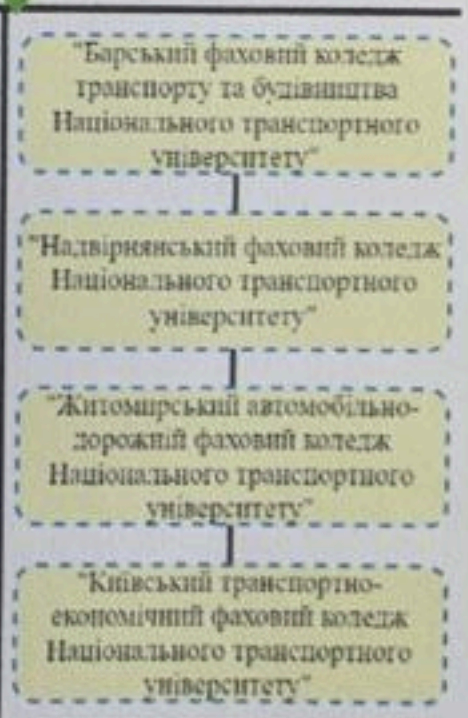 "Барський фаховий коледж
транспорту та будівництва
Національного транспортного
університету"
"Надвірнянський фаховий коледж
Національного транспортного
університету"
"Житомирський автомобільно-
дорожній фаховий коледж
Національного транспортного
університету"
"Київський транспортно-
економічний фаховий коледж
Національного транспортного
університету"